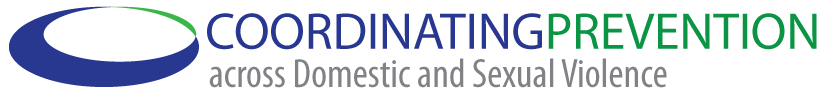 COORDINATINGPREVENTION
across Domestic and Sexual Violence